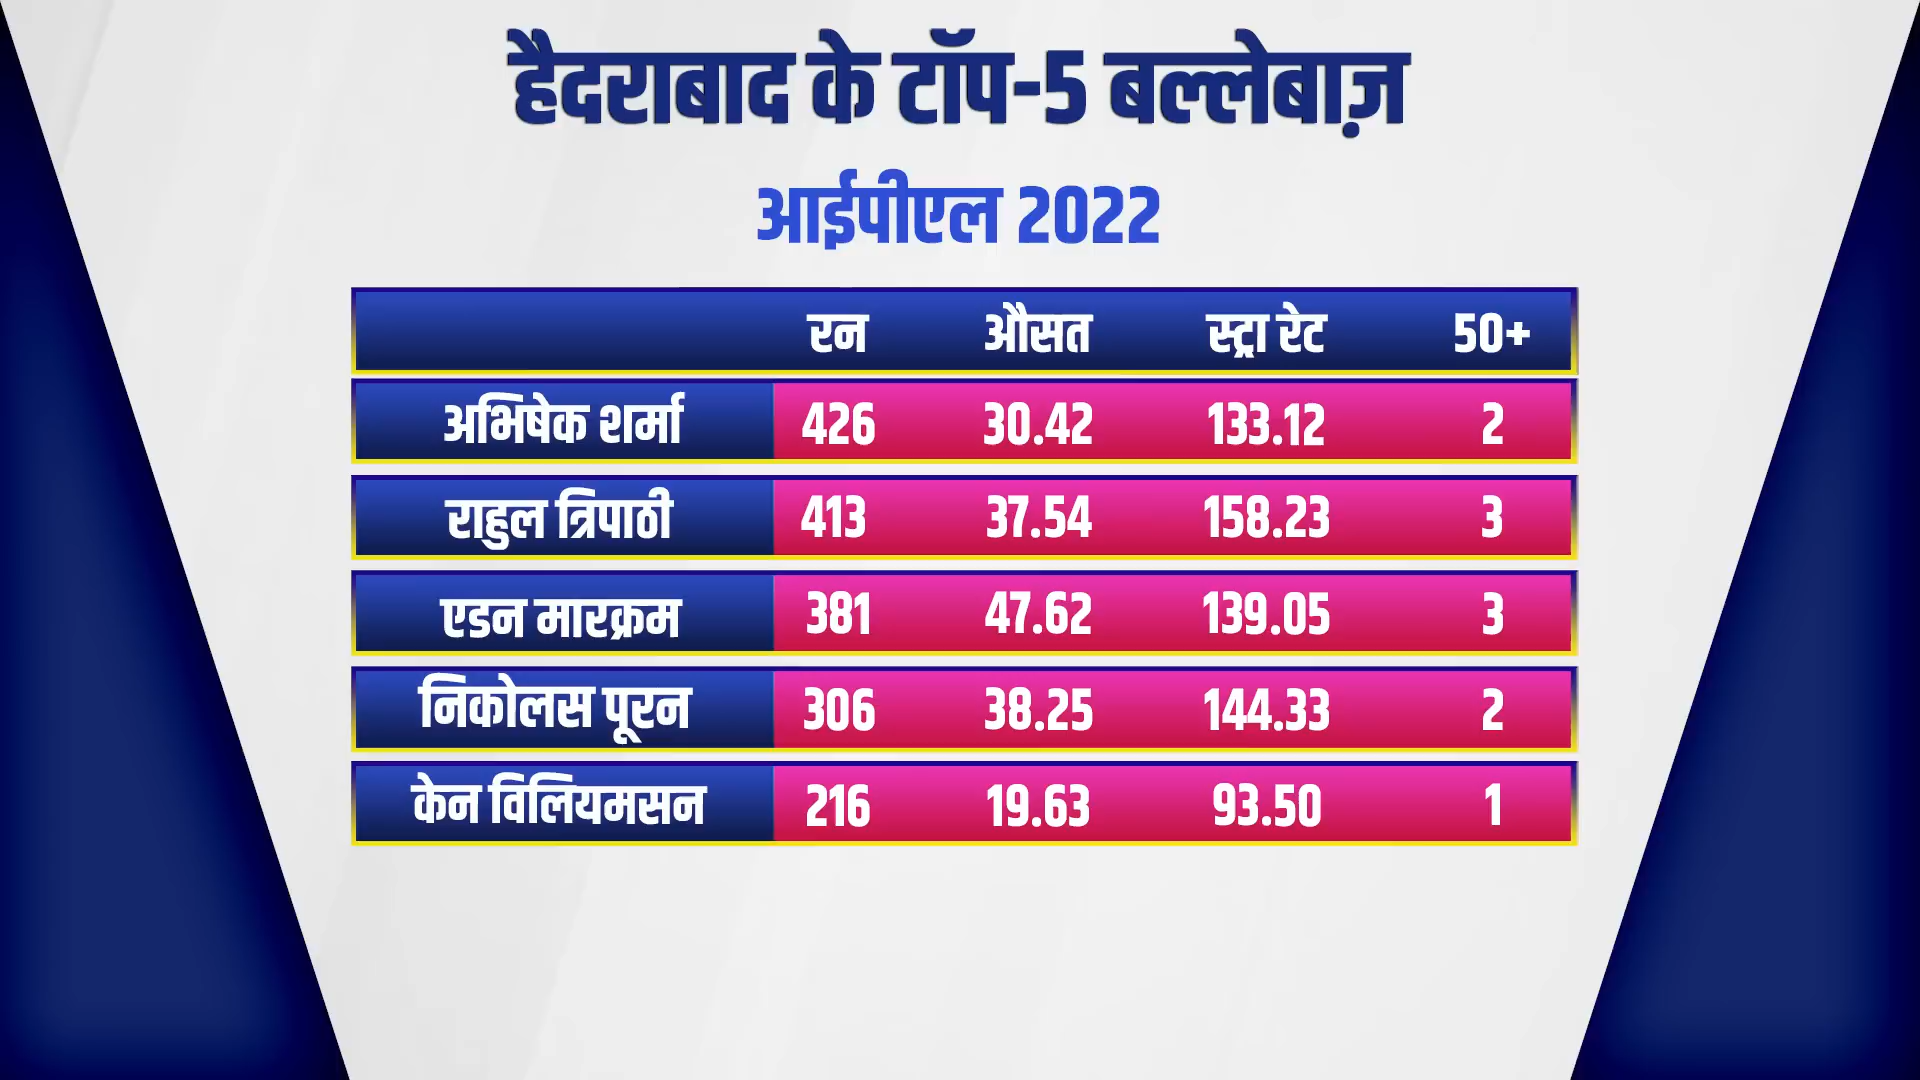 हैदराबाद के टॉप-5 बल्लेबाज़
आईपीएल 2022
रन औसत स्ट्रा रेट 50+
अभिषेक शर्मा 426 30.42 133.12 2
राहुल त्रिपाठी 413 37.54 158.23 3
एडन मारक्रम 381 47.62 139.05 3
निकोलस पूरन 306 38.25 144.33 2
केन विलियमसन 216 19.63 93.50 1